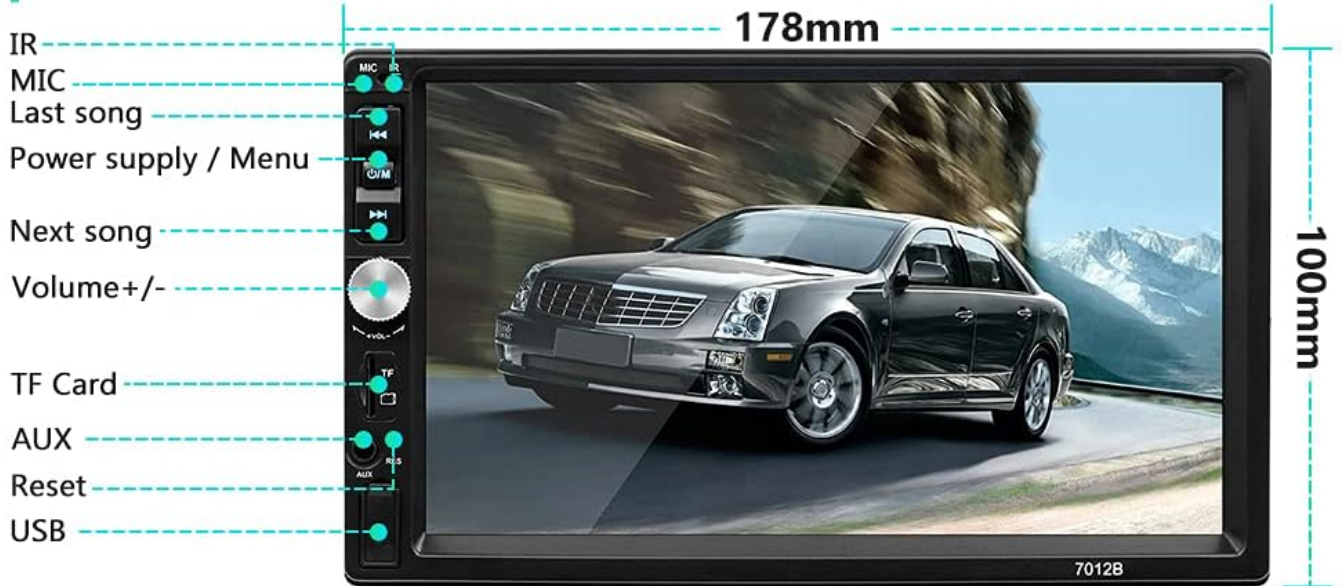 178mm
IR
MIC
Last song
Power supply / Menu
Next song
Volume+/-
TF Card
AUX
Reset
USB
MIC IR
⏻/M
+VOL-
TF
RES
AUX
100mm
7012B